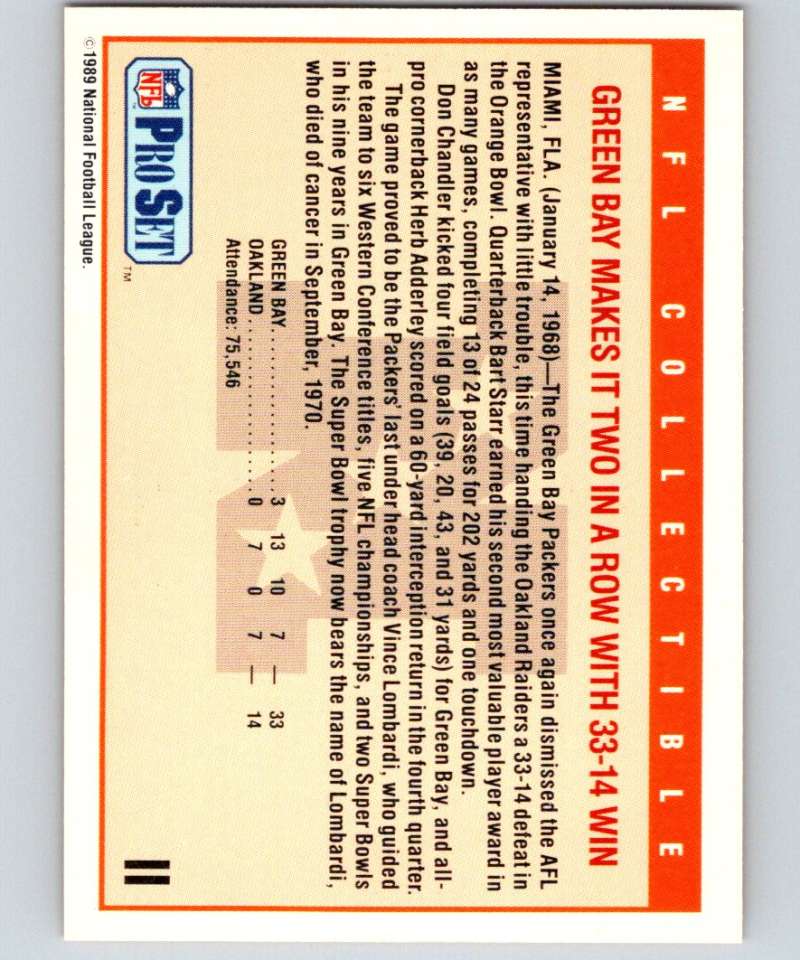 NFL COLLECTIBLE
GREEN BAY MAKES IT TWO IN A ROW WITH 33-14 WIN
MIAMI, FLA. (January 14, 1968)—The Green Bay Packers once again dismissed the AFL
representative with little trouble, this time handing the Oakland Raiders a 33-14 defeat in
the Orange Bowl. Quarterback Bart Starr earned his second most valuable player award in
as many games, completing 13 of 24 passes for 202 yards and one touchdown.
Don Chandler kicked four field goals (39, 20, 43, and 31 yards) for Green Bay, and all-
pro cornerback Herb Adderley scored on a 60-yard interception return in the fourth quarter.
The game proved to be the Packers' last under head coach Vince Lombardi, who guided
the team to six Western Conference titles, five NFL championships, and two Super Bowls
in his nine years in Green Bay. The Super Bowl trophy now bears the name of Lombardi,
who died of cancer in September, 1970.
GREEN BAY.................... 3 13 10 7 — 33
OAKLAND...................... 0 7 0 7 — 14
Attendance: 75,546
NFL PRO SET TM
II
© 1989 National Football League.